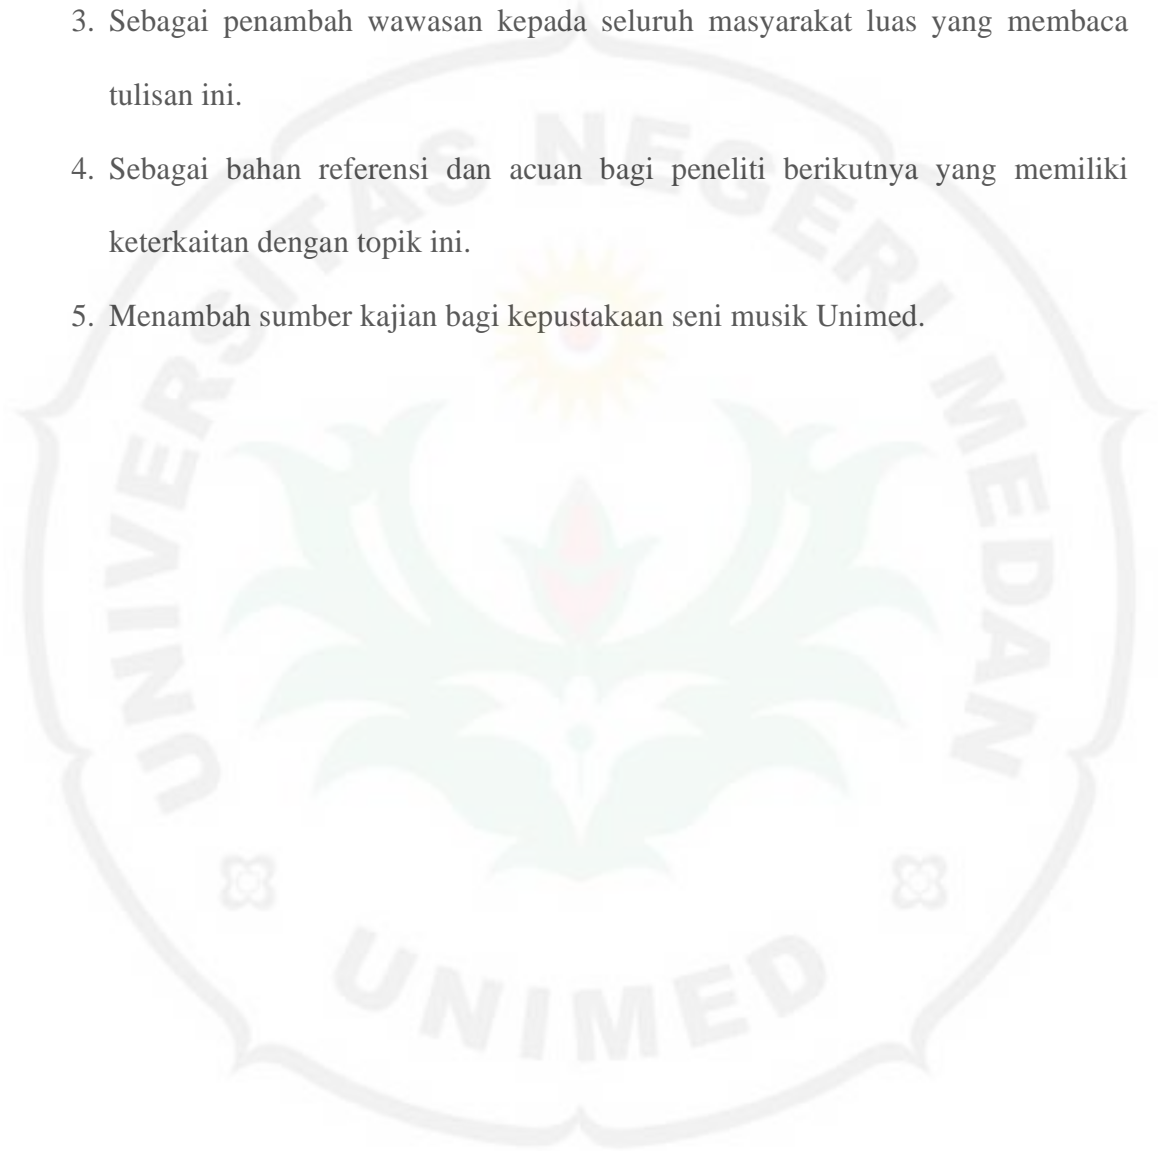 3. Sebagai penambah wawasan kepada seluruh masyarakat luas yang membaca
tulisan ini.
4. Sebagai bahan referensi dan acuan bagi peneliti berikutnya yang memiliki
keterkaitan dengan topik ini.
5. Menambah sumber kajian bagi kepustakaan seni musik Unimed.
UNIVERSITAS NEGERI MEDAN
UNIMED